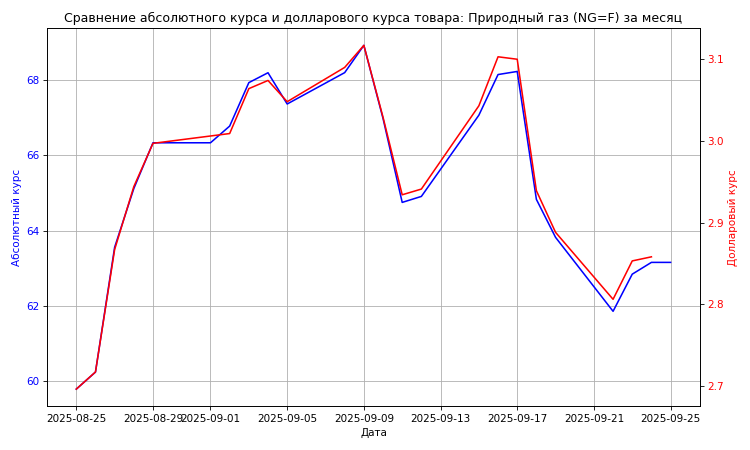 Сравнение абсолютного курса и долларового курса товара: Природный газ (NG=F) за месяц
Абсолютный курс
68
66
64
62
60
3.1
3.0
2.9
2.8
2.7
Долларовый курс
2025-08-25 2025-08-29 2025-09-01 2025-09-05 2025-09-09 2025-09-13 2025-09-17 2025-09-21 2025-09-25
Дата